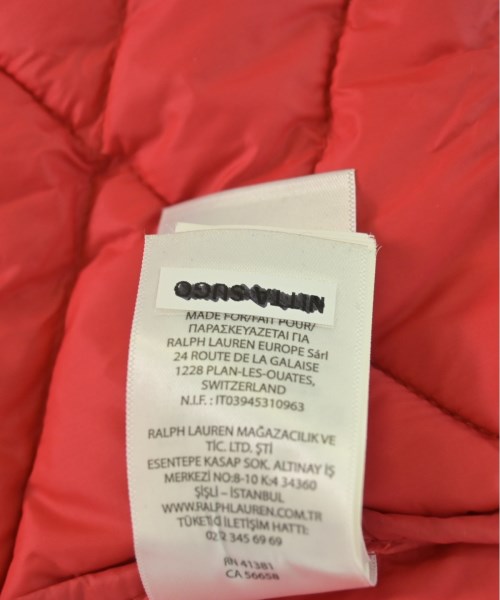 MADE FOR/FAIT POUR/
ΠΑΡΑΣΚΕΥΑΖΕΤΑΙ ΓΙΑ
RALPH LAUREN EUROPE Sárl
24 ROUTE DE LA GALAISE
1228 PLAN-LES-OUATES,
SWITZERLAND
N.I.F. : IT03945310963
RALPH LAUREN MAĞAZACILIK VE
TİC. LTD. ŞTİ
ESENTEPE KASAP SOK. ALTINAY İŞ
MERKEZİ NO:8-10 K:4 34360
ŞİŞLİ – İSTANBUL
WWW.RALPHLAUREN.COM.TR
TÜKETİCİ İLETİŞİM HATTI:
0212 345 69 69
RN 41381
CA 56658